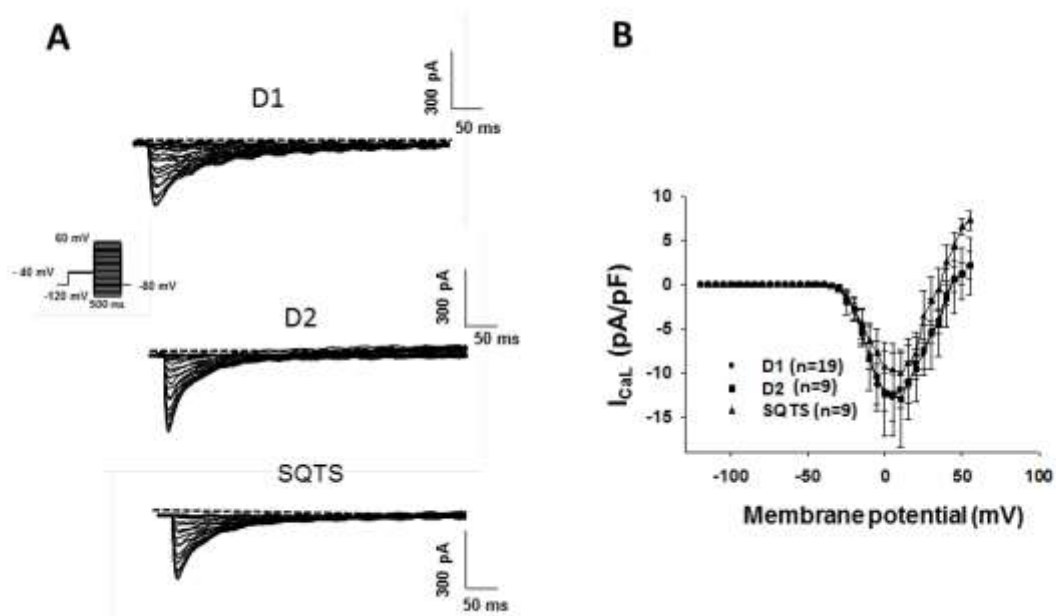 A
D1
300 pA
50 ms
60 mV
- 40 mV
-120 mV
-80 mV
500 ms
D2
300 pA
50 ms
SQTS
300 pA
50 ms
B
10
5
0
-5
-10
-15
I_CaL (pA/pF)
D1 (n=19)
D2 (n=9)
SQTS (n=9)
-100 -50 0 50 100
Membrane potential (mV)